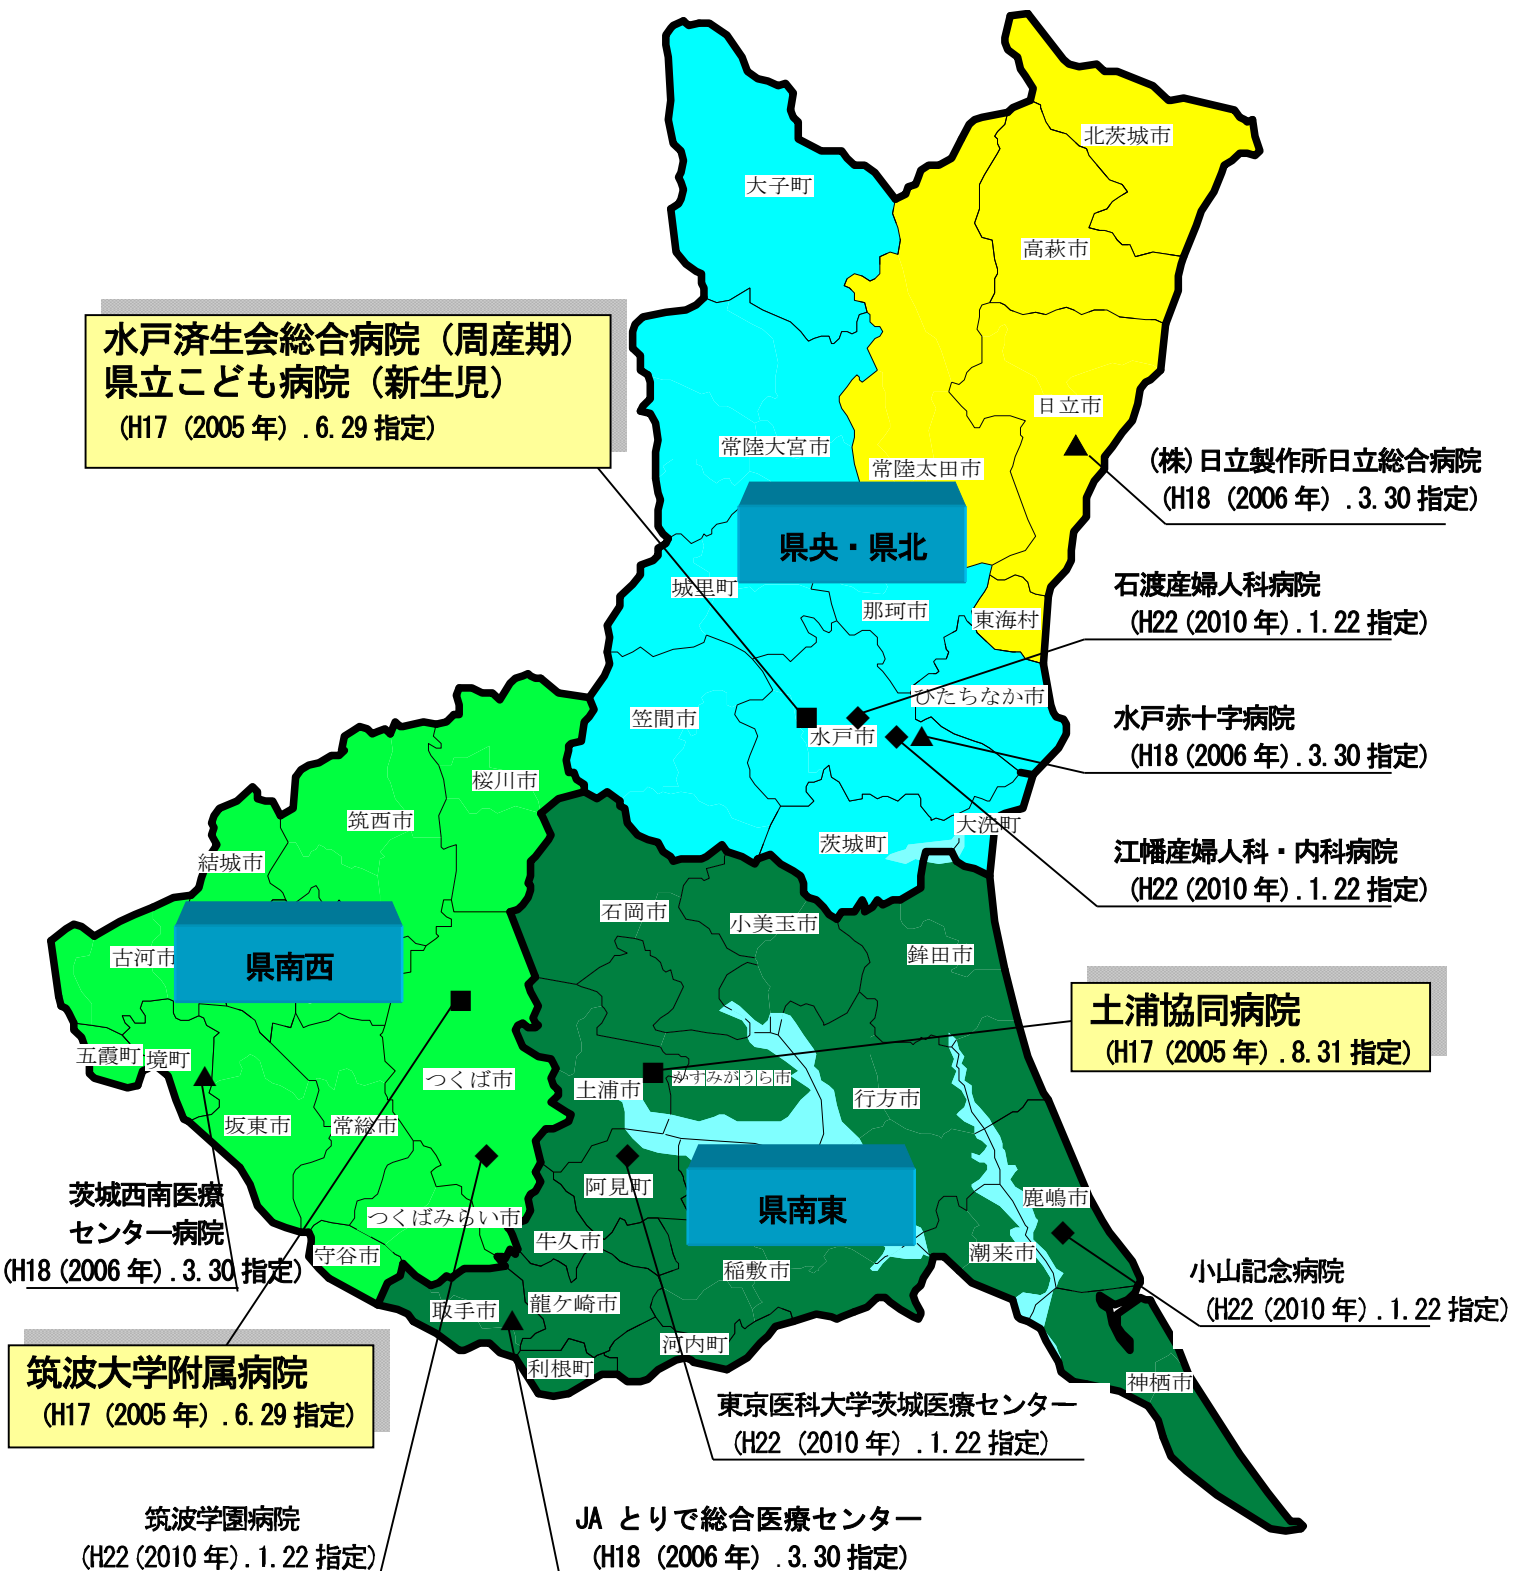 北茨城市
大子町
高萩市
水戸済生会総合病院（周産期）
県立こども病院（新生児）
(H17（2005年）.6.29指定)
日立市
常陸大宮市
常陸太田市
(株)日立製作所日立総合病院
(H18（2006年）.3.30指定)
県央・県北
城里町
那珂市
東海村
石渡産婦人科病院
(H22(2010年).1.22指定)
ひたちなか市
笠間市
水戸市
水戸赤十字病院
(H18(2006年).3.30指定)
桜川市
筑西市
茨城町
大洗町
江幡産婦人科・内科病院
(H22(2010年).1.22指定)
結城市
石岡市
小美玉市
鉾田市
古河市
県南西
土浦協同病院
(H17(2005年).8.31指定)
五霞町
境町
つくば市
土浦市
かすみがうら市
行方市
坂東市
常総市
阿見町
県南東
鹿嶋市
茨城西南医療
センター病院
(H18(2006年).3.30指定)
つくばみらい市
守谷市
牛久市
稲敷市
潮来市
小山記念病院
(H22(2010年).1.22指定)
取手市
龍ケ崎市
河内町
利根町
神栖市
筑波大学附属病院
(H17（2005年）.6.29指定)
東京医科大学茨城医療センター
(H22（2010年）.1.22指定)
筑波学園病院
(H22(2010年).1.22指定)
JA とりで総合医療センター
(H18（2006年）.3.30指定)